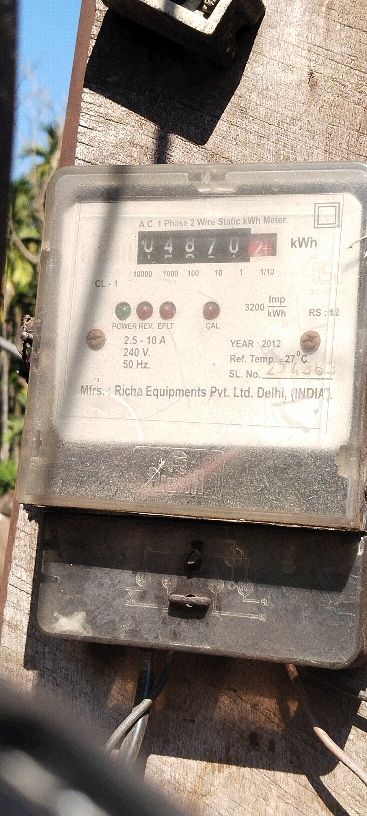 A.C. 1 Phase 2 Wire Static kWh Meter
04870 2 kWh
10000 1000 100 10 1 1/10
CL - 1
3200 Imp/kWh RS : 12
POWER REV. EFLT CAL
2.5 - 10 A
240 V.
50 Hz.
YEAR : 2012
Ref. Temp. -27°C.
SL. No.
Mfrs. : Richa Equipments Pvt. Ltd. Delhi, (INDIA)